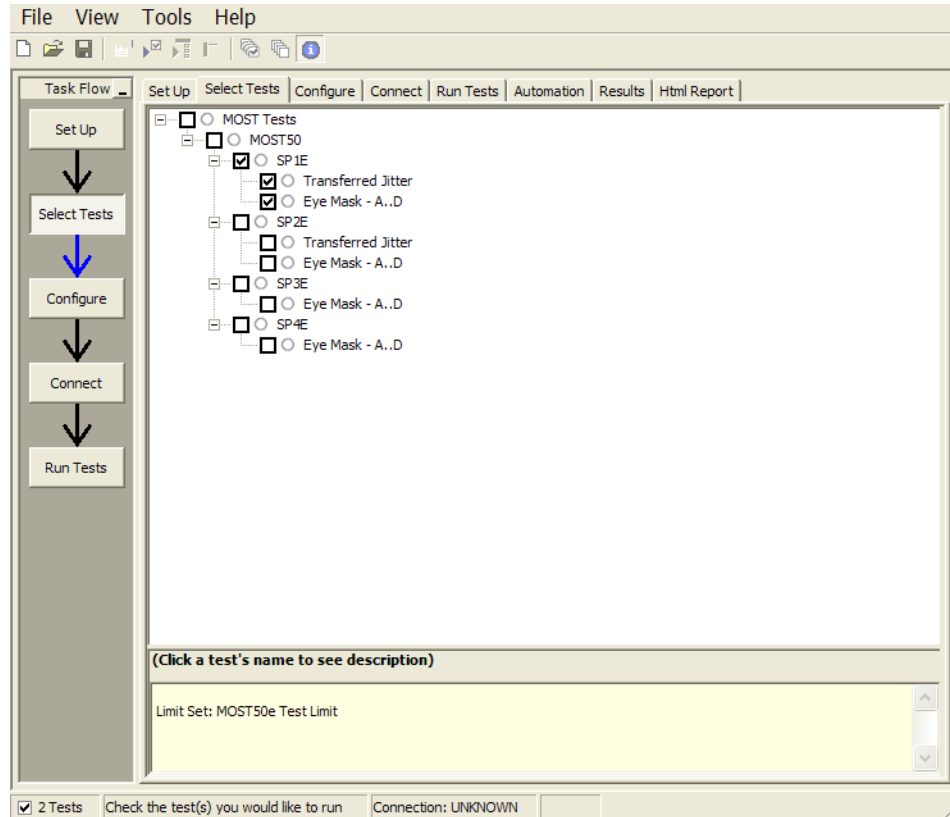 File View Tools Help
Task Flow
Set Up Select Tests Configure Connect Run Tests Automation Results Html Report
Set Up
Select Tests
Configure
Connect
Run Tests
MOST Tests
MOST50
SP1E
Transferred Jitter
Eye Mask - A..D
SP2E
Transferred Jitter
Eye Mask - A..D
SP3E
Eye Mask - A..D
SP4E
Eye Mask - A..D
(Click a test's name to see description)
Limit Set: MOST50e Test Limit
2 Tests Check the test(s) you would like to run Connection: UNKNOWN